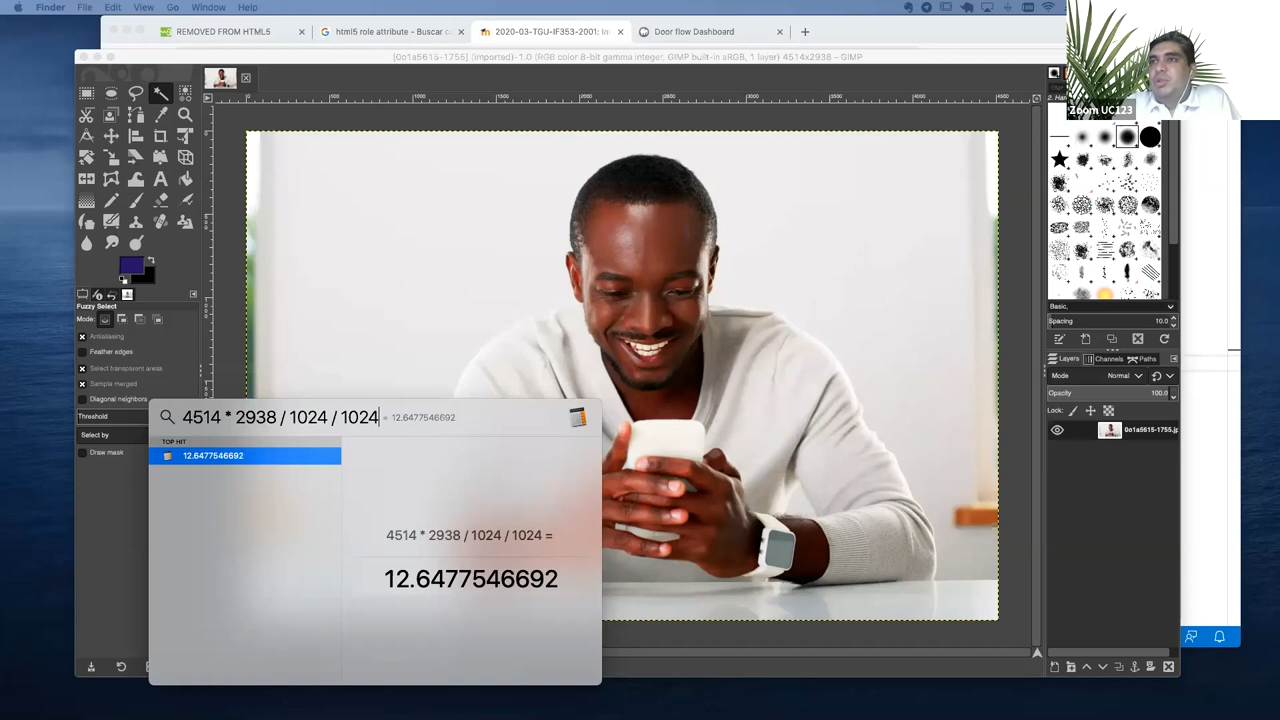 Finder File Edit View Go Window Help
REMOVED FROM HTML5
html5 role attribute - Buscar c
2020-03-TGU-IF353-2001: Im
Door flow Dashboard
[0o1a5615-1755] (imported)-1.0 (RGB color 8-bit gamma integer, GIMP built-in sRGB, 1 layer) 4514x2938 – GIMP
Zoom UC123
Fuzzy Select
Mode:
Antialiasing
Feather edges
Select transparent areas
Sample merged
Diagonal neighbors
Threshold
Select by
Draw mask
4514 * 2938 / 1024 / 1024 = 12.6477546692
TOP HIT
12.6477546692
4514 * 2938 / 1024 / 1024 =
12.6477546692
Basic,
Spacing 10.0
Layers Channels Paths
Mode Normal
Opacity 100.0
Lock:
0o1a5615-1755.jp